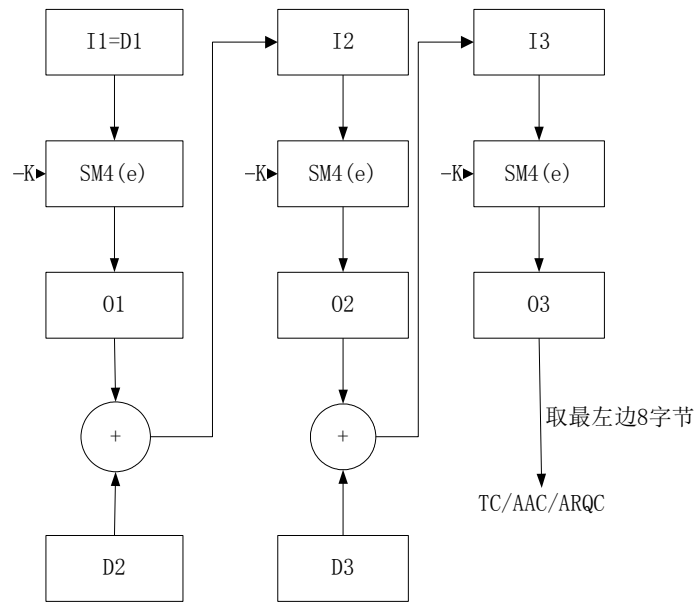 I1=D1
I2
I3
K
SM4(e)
K
SM4(e)
K
SM4(e)
O1
O2
O3
+
+
取最左边8字节
TC/AAC/ARQC
D2
D3